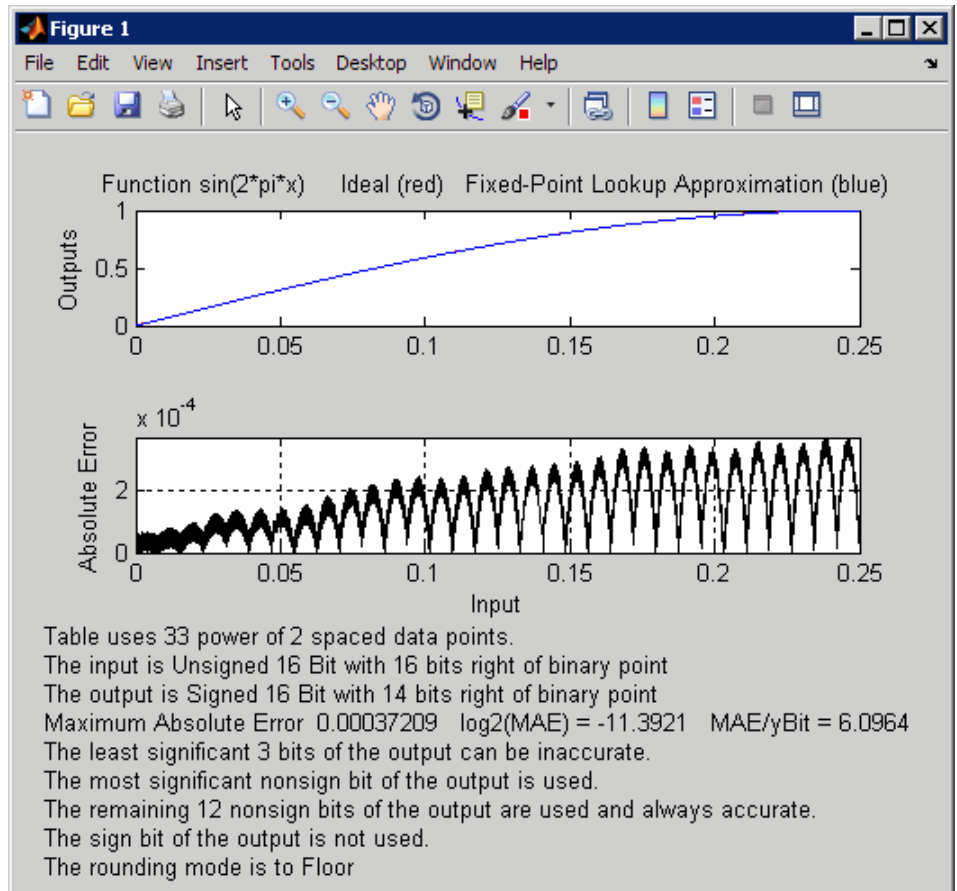 Figure 1
File Edit View Insert Tools Desktop Window Help
Function sin(2*pi*x) Ideal (red) Fixed-Point Lookup Approximation (blue)
Outputs
1
0.5
0
0 0.05 0.1 0.15 0.2 0.25
x 10^-4
Absolute Error
2
0
0 0.05 0.1 0.15 0.2 0.25
Input
Table uses 33 power of 2 spaced data points.
The input is Unsigned 16 Bit with 16 bits right of binary point
The output is Signed 16 Bit with 14 bits right of binary point
Maximum Absolute Error 0.00037209 log2(MAE) = -11.3921 MAE/yBit = 6.0964
The least significant 3 bits of the output can be inaccurate.
The most significant nonsign bit of the output is used.
The remaining 12 nonsign bits of the output are used and always accurate.
The sign bit of the output is not used.
The rounding mode is to Floor